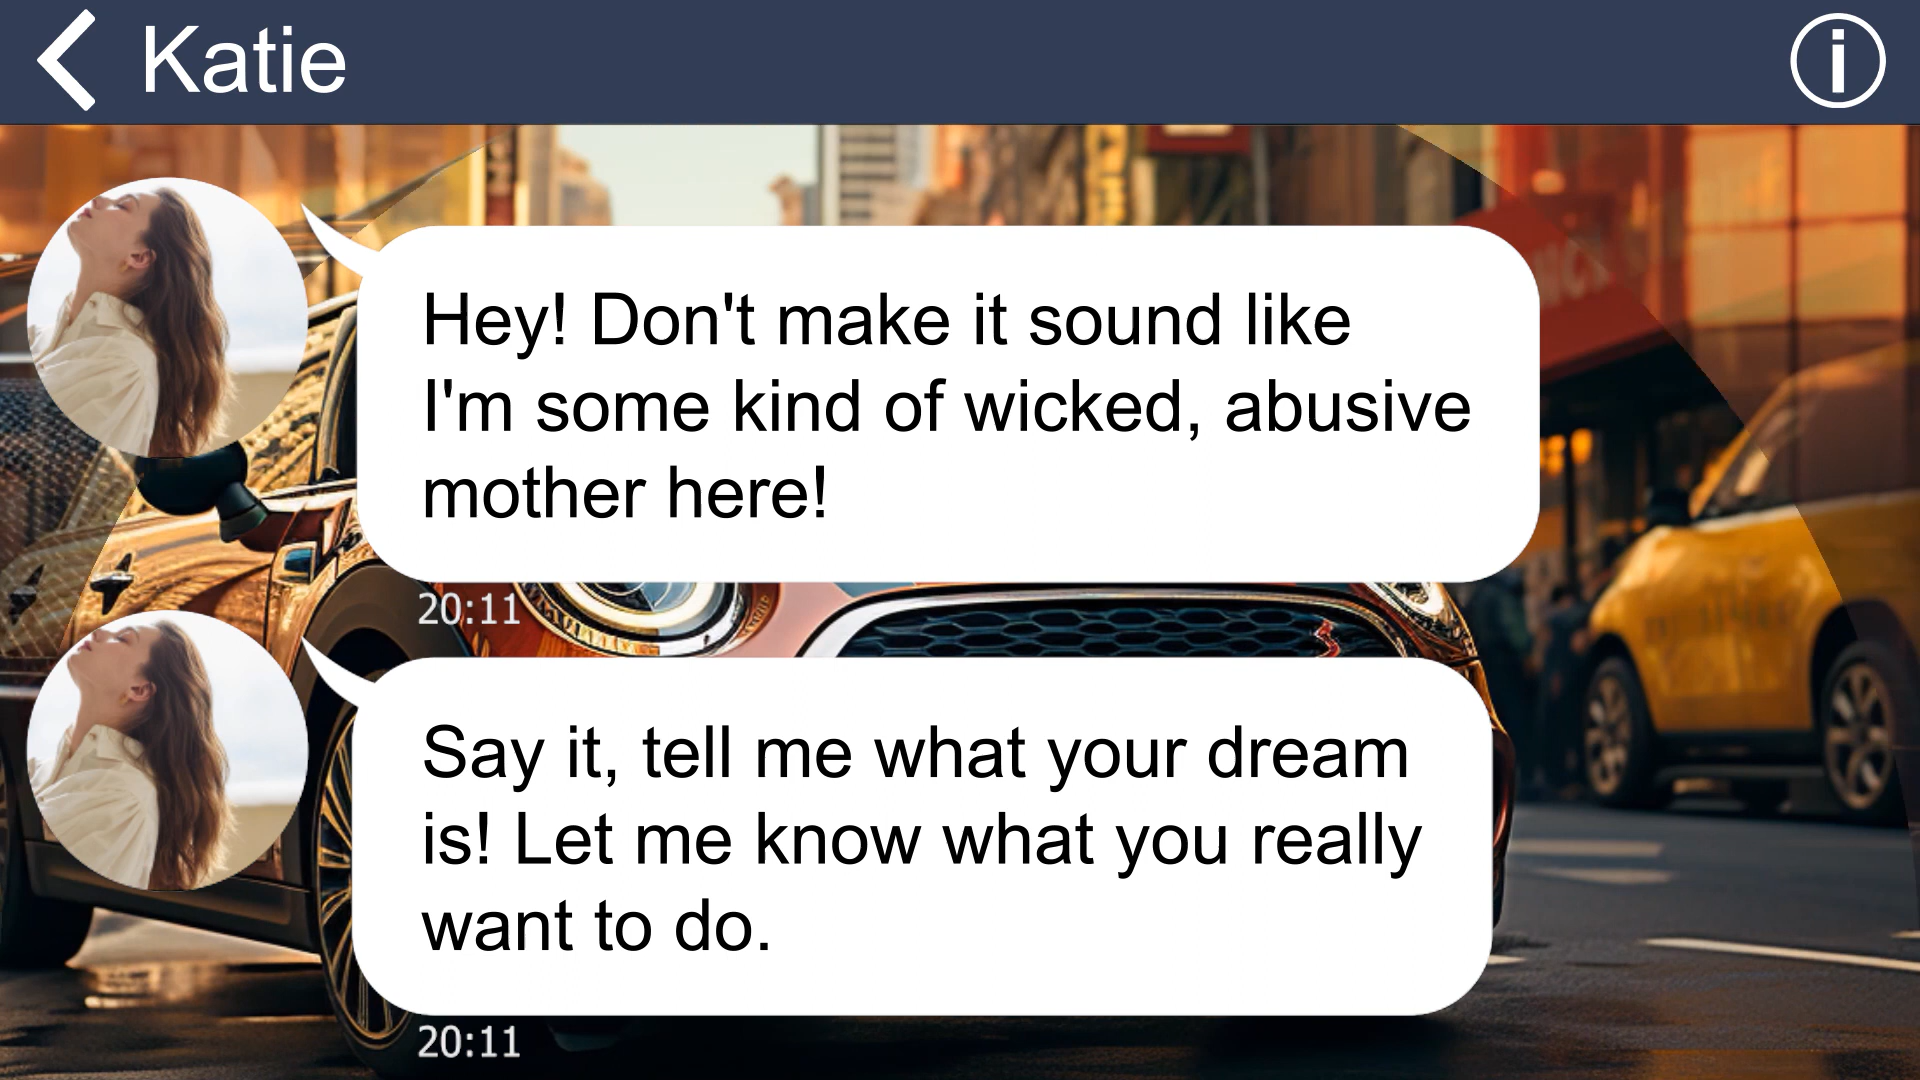 Katie
Hey! Don't make it sound like
I'm some kind of wicked, abusive
mother here!
20:11
Say it, tell me what your dream
is! Let me know what you really
want to do.
20:11